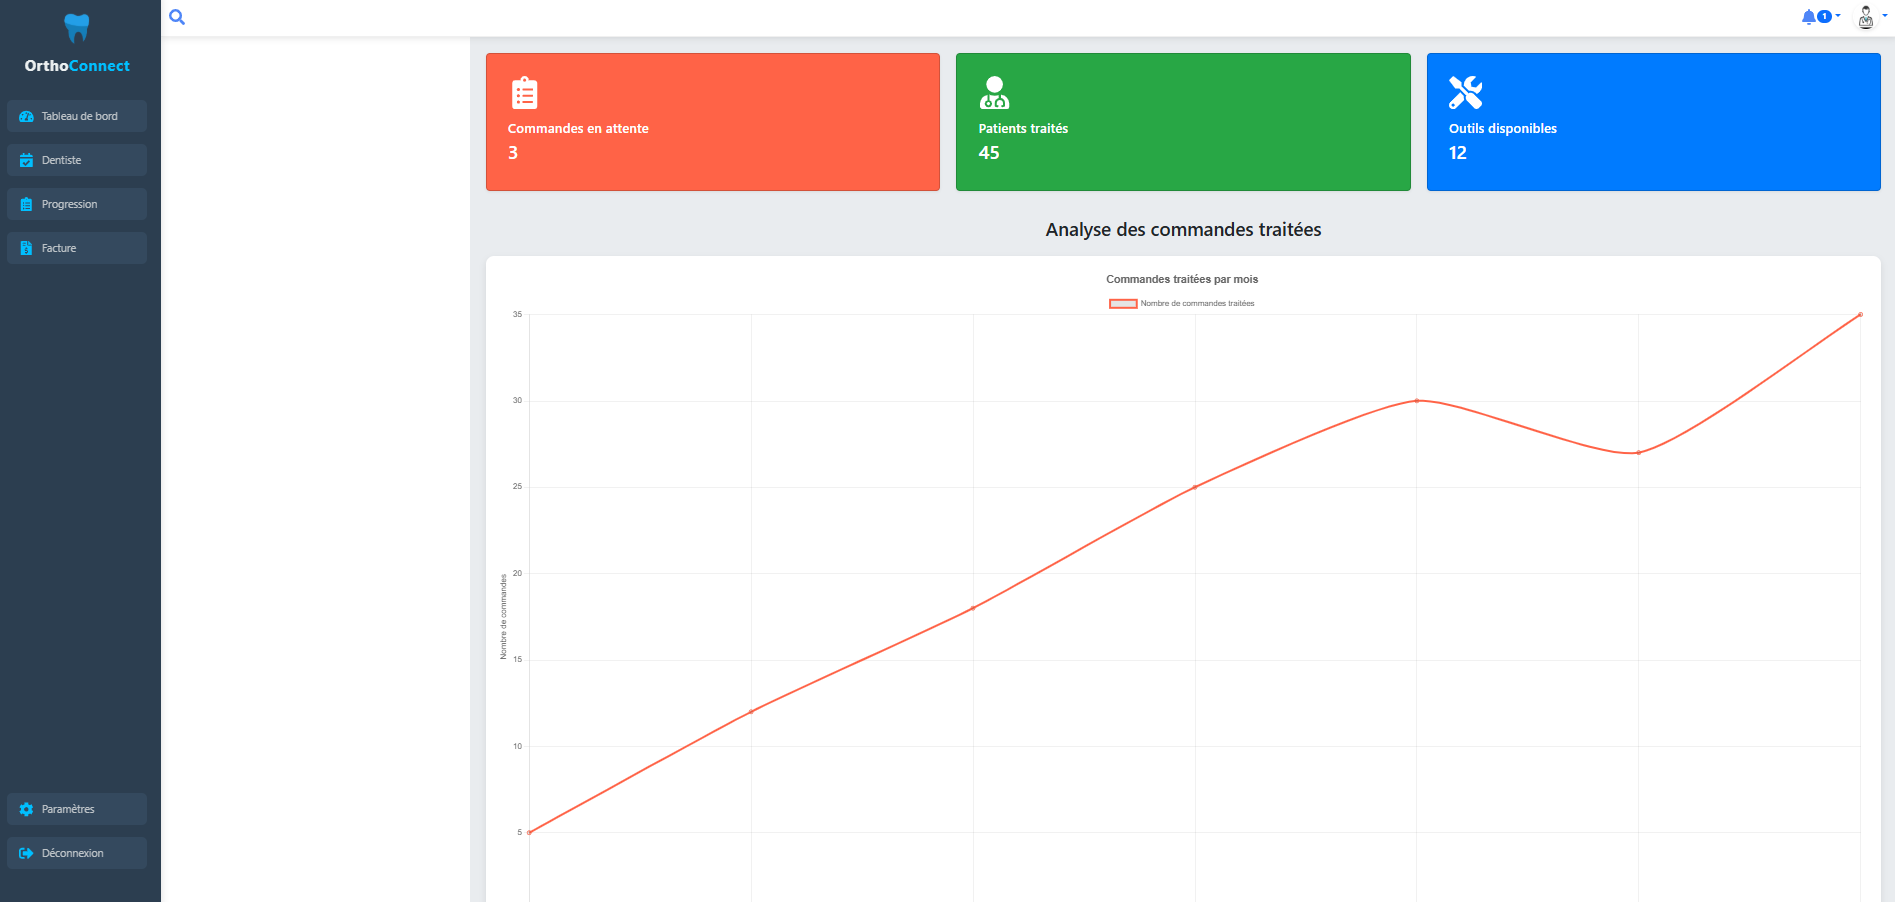 OrthoConnect
Tableau de bord
Dentiste
Progression
Facture
Paramètres
Déconnexion
1
Commandes en attente
3
Patients traités
45
Outils disponibles
12
Analyse des commandes traitées
Commandes traitées par mois
Nombre de commandes traitées
Nombre de commandes
35
30
25
20
15
10
5